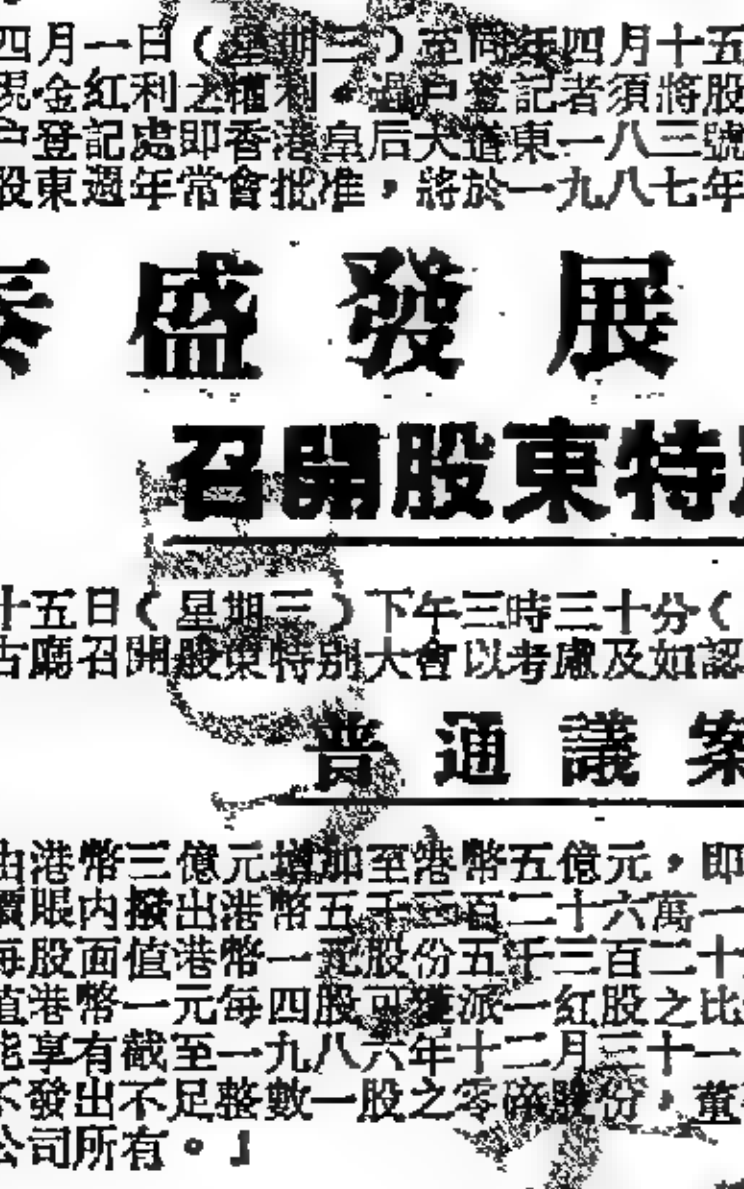 四月一日(星期三)至同年四月十五
現金紅利之權利。過戶登記者須將股
戶登記處即香港皇后大道東一八三號
股東週年常會批准,將於一九八七年
泰盛發展
召開股東特別
十五日(星期三)下午三時三十分(
古廳召開股東特別大會以考慮及如認
普通議案
由港幣三億元增加至港幣五億元,即
價賬內撥出港幣五千三百二十六萬一
每股面值港幣一元股份五千三百二十
值港幣一元每四股可獲派一紅股之比
能享有截至一九八六年十二月三十一
不發出不足整數一股之零碎股份,董
公司所有。」